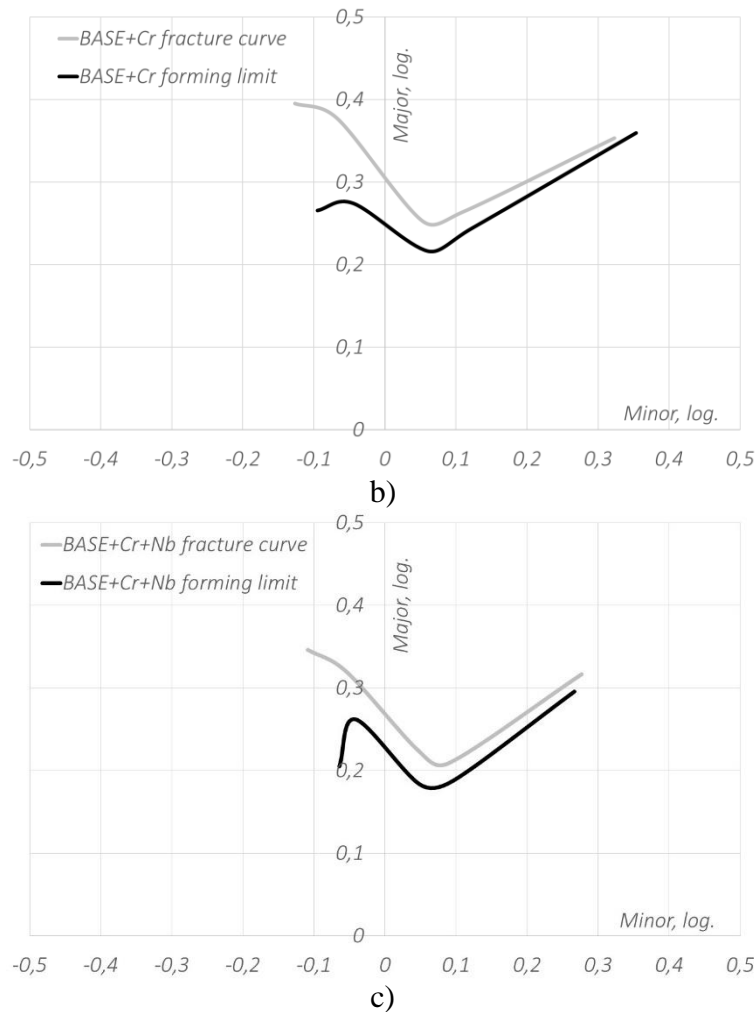 0,5
BASE+Cr fracture curve
BASE+Cr forming limit
Major, log.
0,4
0,3
0,2
0,1
Minor, log.
0
-0,5 -0,4 -0,3 -0,2 -0,1 0 0,1 0,2 0,3 0,4 0,5
b)
0,5
BASE+Cr+Nb fracture curve
BASE+Cr+Nb forming limit
Major, log.
0,4
0,3
0,2
0,1
Minor, log.
0
-0,5 -0,4 -0,3 -0,2 -0,1 0 0,1 0,2 0,3 0,4 0,5
c)